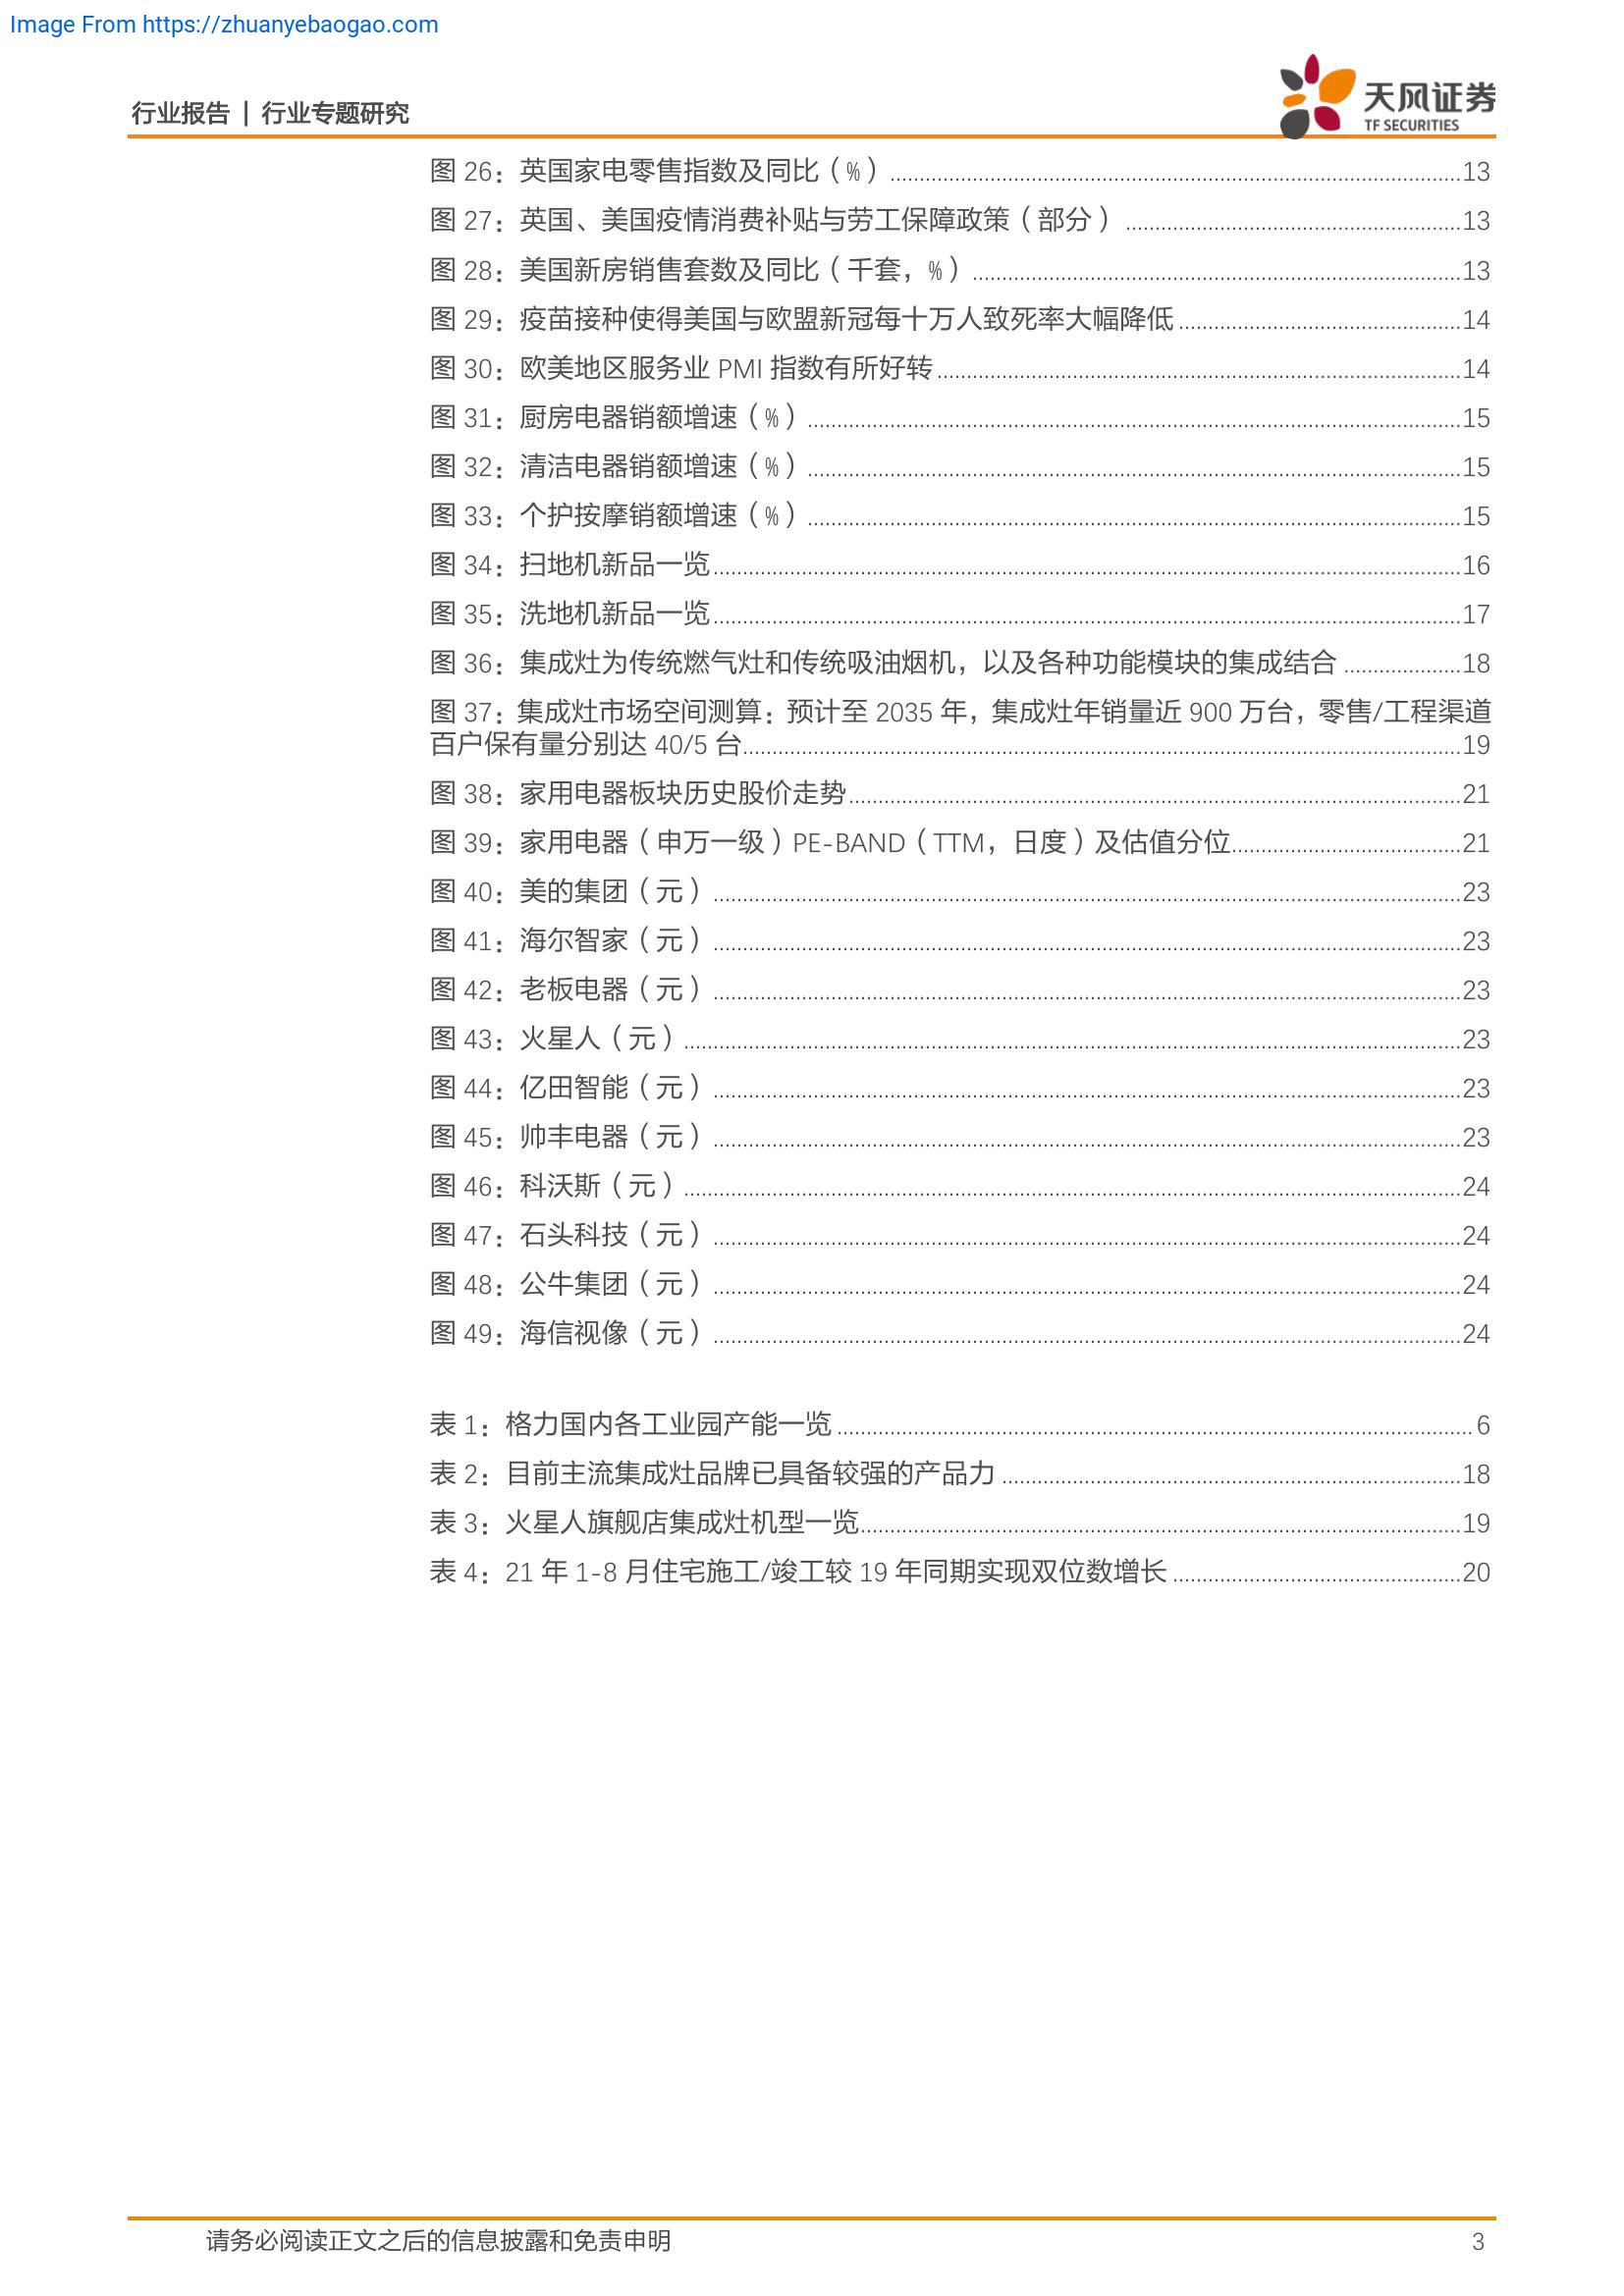 Image From https://zhuanyebaogao.com
行业报告 | 行业专题研究
天风证券
TF SECURITIES
图 26：英国家电零售指数及同比（%）13
图 27：英国、美国疫情消费补贴与劳工保障政策（部分）13
图 28：美国新房销售套数及同比（千套，%）13
图 29：疫苗接种使得美国与欧盟新冠每十万人致死率大幅降低14
图 30：欧美地区服务业 PMI 指数有所好转14
图 31：厨房电器销额增速（%）15
图 32：清洁电器销额增速（%）15
图 33：个护按摩销额增速（%）15
图 34：扫地机新品一览16
图 35：洗地机新品一览17
图 36：集成灶为传统燃气灶和传统吸油烟机，以及各种功能模块的集成结合18
图 37：集成灶市场空间测算：预计至 2035 年，集成灶年销量近 900 万台，零售/工程渠道
百户保有量分别达 40/5 台19
图 38：家用电器板块历史股价走势21
图 39：家用电器（申万一级）PE-BAND（TTM，日度）及估值分位21
图 40：美的集团（元）23
图 41：海尔智家（元）23
图 42：老板电器（元）23
图 43：火星人（元）23
图 44：亿田智能（元）23
图 45：帅丰电器（元）23
图 46：科沃斯（元）24
图 47：石头科技（元）24
图 48：公牛集团（元）24
图 49：海信视像（元）24
表 1：格力国内各工业园产能一览6
表 2：目前主流集成灶品牌已具备较强的产品力18
表 3：火星人旗舰店集成灶机型一览19
表 4：21 年 1-8 月住宅施工/竣工较 19 年同期实现双位数增长20
请务必阅读正文之后的信息披露和免责申明
3